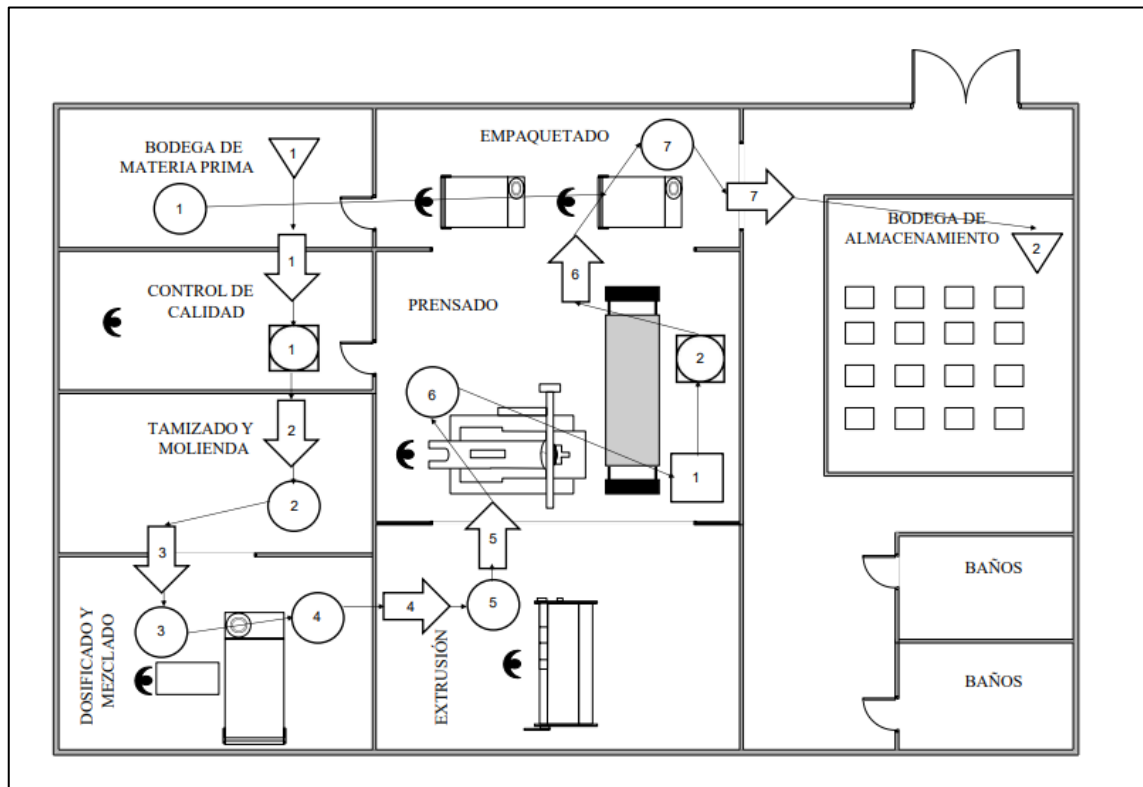 BODEGA DE
MATERIA PRIMA
1
1
EMPAQUETADO
7
7
1
CONTROL DE
CALIDAD
1
BODEGA DE
ALMACENAMIENTO
2
6
PRENSADO
2
6
1
TAMIZADO Y
MOLIENDA
2
2
5
3
DOSIFICADO Y
MEZCLADO
3
4
4
EXTRUSIÓN
5
BAÑOS
BAÑOS